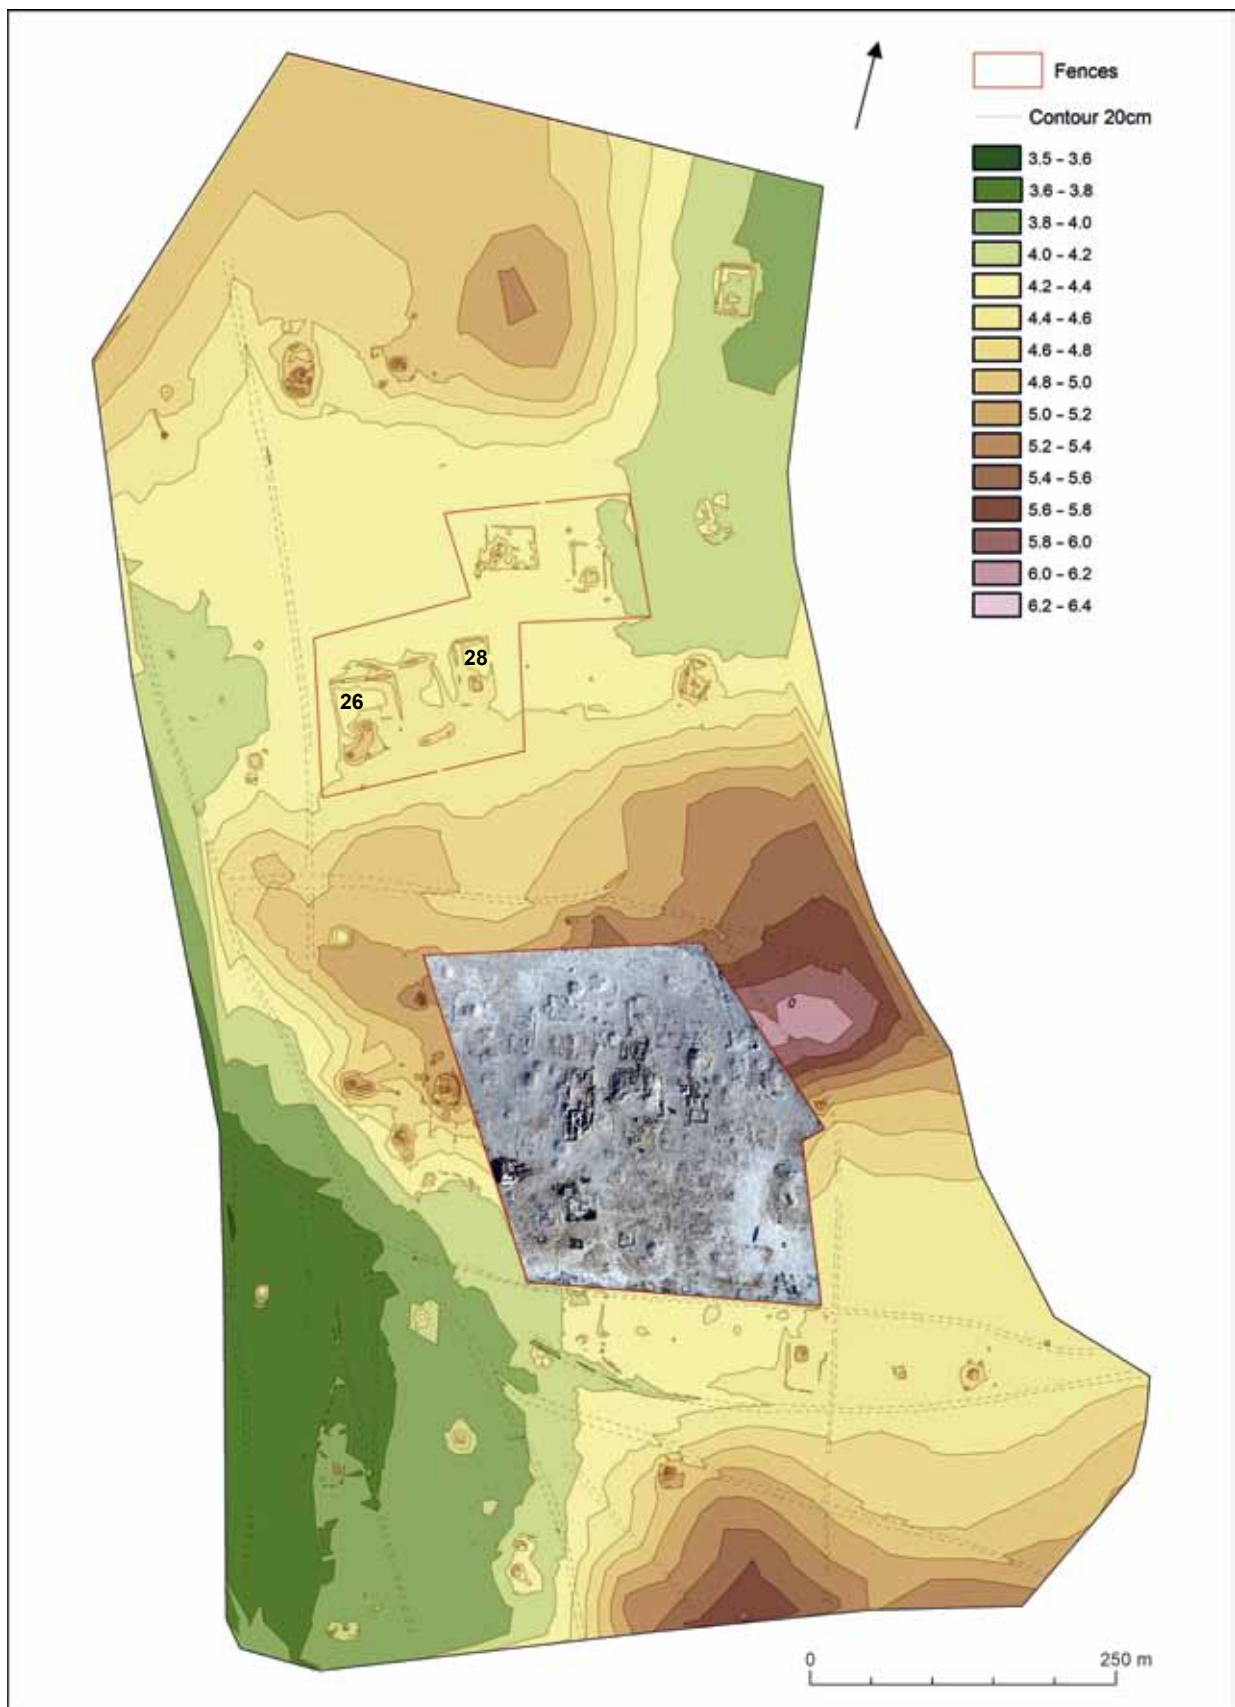 Fences
Contour 20cm
3.5 – 3.6
3.6 – 3.8
3.8 – 4.0
4.0 – 4.2
4.2 – 4.4
4.4 – 4.6
4.6 – 4.8
4.8 – 5.0
5.0 – 5.2
5.2 – 5.4
5.4 – 5.6
5.6 – 5.8
5.8 – 6.0
6.0 – 6.2
6.2 – 6.4
28
26
0 250 m